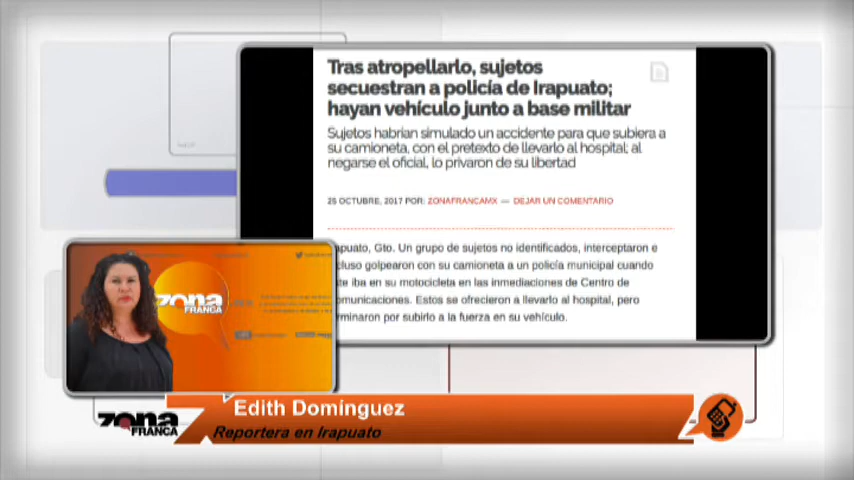 Tras atropellarlo, sujetos
secuestran a policía de Irapuato;
hayan vehículo junto a base militar
Sujetos habrían simulado un accidente para que subiera a
su camioneta, con el pretexto de llevarlo al hospital; al
negarse el oficial, lo privaron de su libertad
25 OCTUBRE, 2017 POR: ZONAFRANCAMX — DEJAR UN COMENTARIO
apuato, Gto. Un grupo de sujetos no identificados, interceptaron e
cluso golpearon con su camioneta a un policía municipal cuando
te iba en su motocicleta en las inmediaciones de Centro de
omunicaciones. Estos se ofrecieron a llevarlo al hospital, pero
rminaron por subirlo a la fuerza en su vehículo.
zona
FRANCA
Edith Domínguez
zona
FRANCA
Reportera en Irapuato